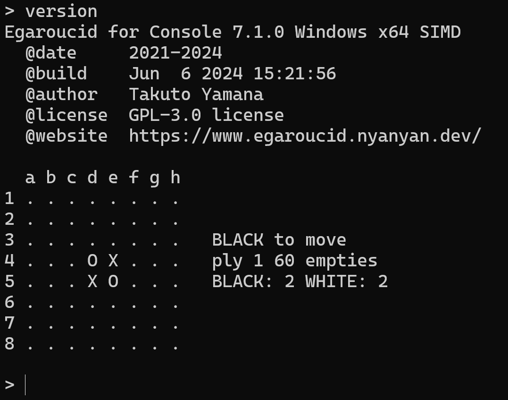 > version
Egaroucid for Console 7.1.0 Windows x64 SIMD
  @date     2021-2024
  @build    Jun  6 2024 15:21:56
  @author   Takuto Yamana
  @license  GPL-3.0 license
  @website  https://www.egaroucid.nyanyan.dev/

  a b c d e f g h
1 . . . . . . . .
2 . . . . . . . .
3 . . . . . . . .   BLACK to move
4 . . . O X . . .   ply 1 60 empties
5 . . . X O . . .   BLACK: 2 WHITE: 2
6 . . . . . . . .
7 . . . . . . . .
8 . . . . . . . .

>